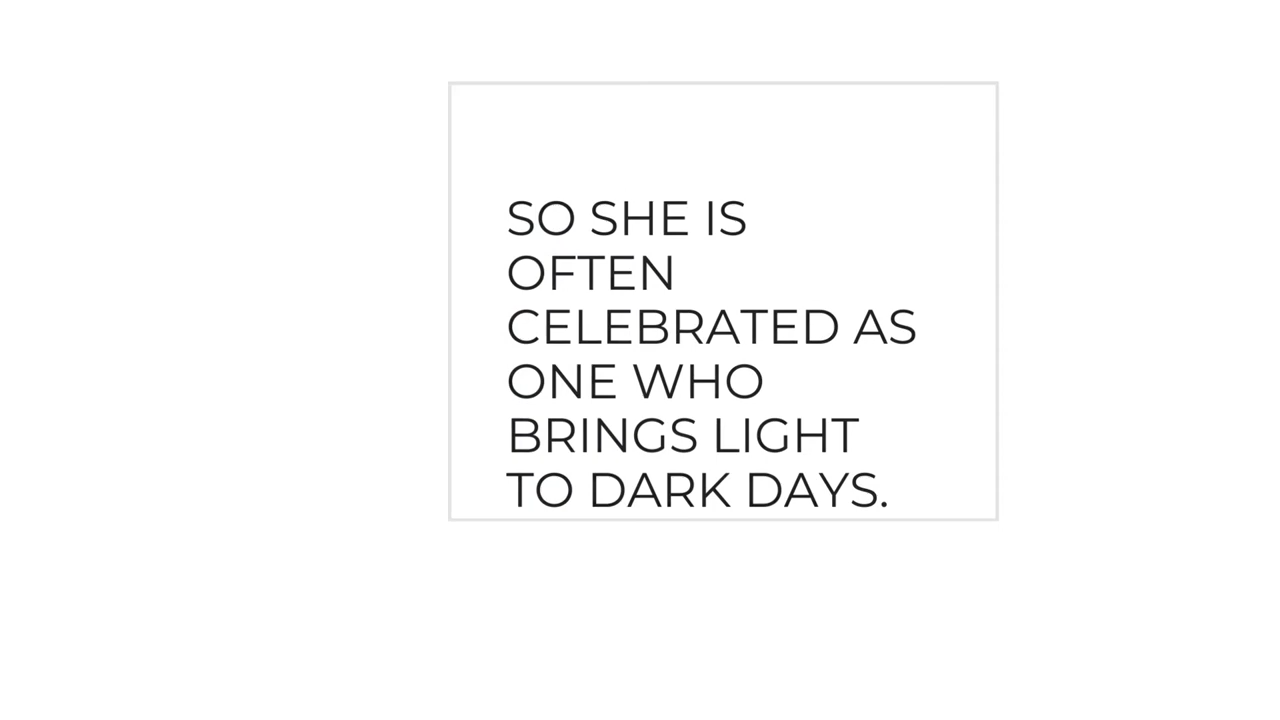 SO SHE IS
OFTEN
CELEBRATED AS
ONE WHO
BRINGS LIGHT
TO DARK DAYS.